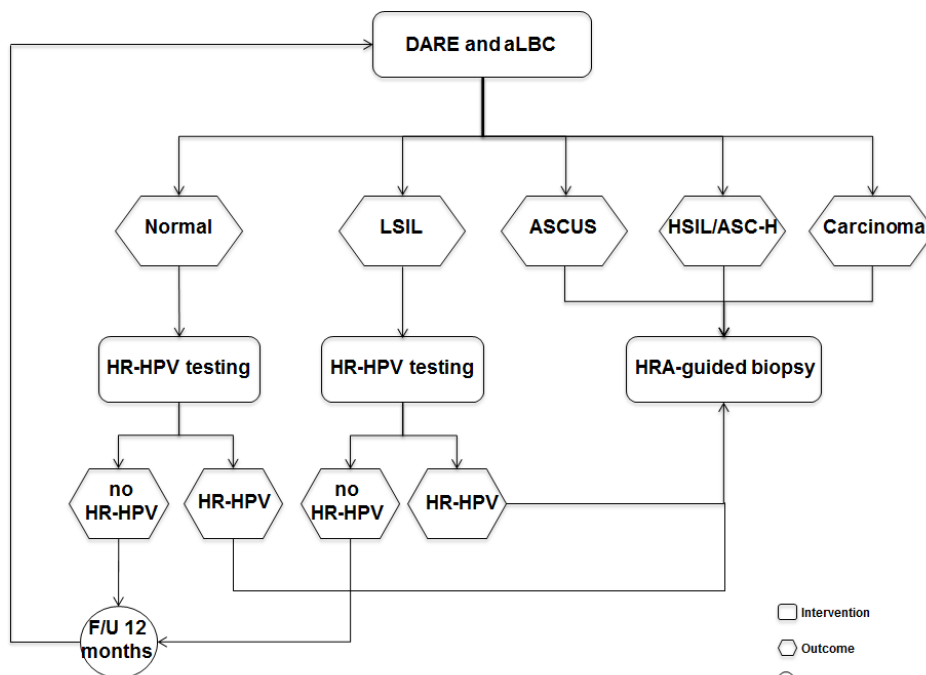 DARE and aLBC
Normal
LSIL
ASCUS
HSIL/ASC-H
Carcinoma
HR-HPV testing
HR-HPV testing
HRA-guided biopsy
no
HR-HPV
HR-HPV
no
HR-HPV
HR-HPV
F/U 12
months
Intervention
Outcome